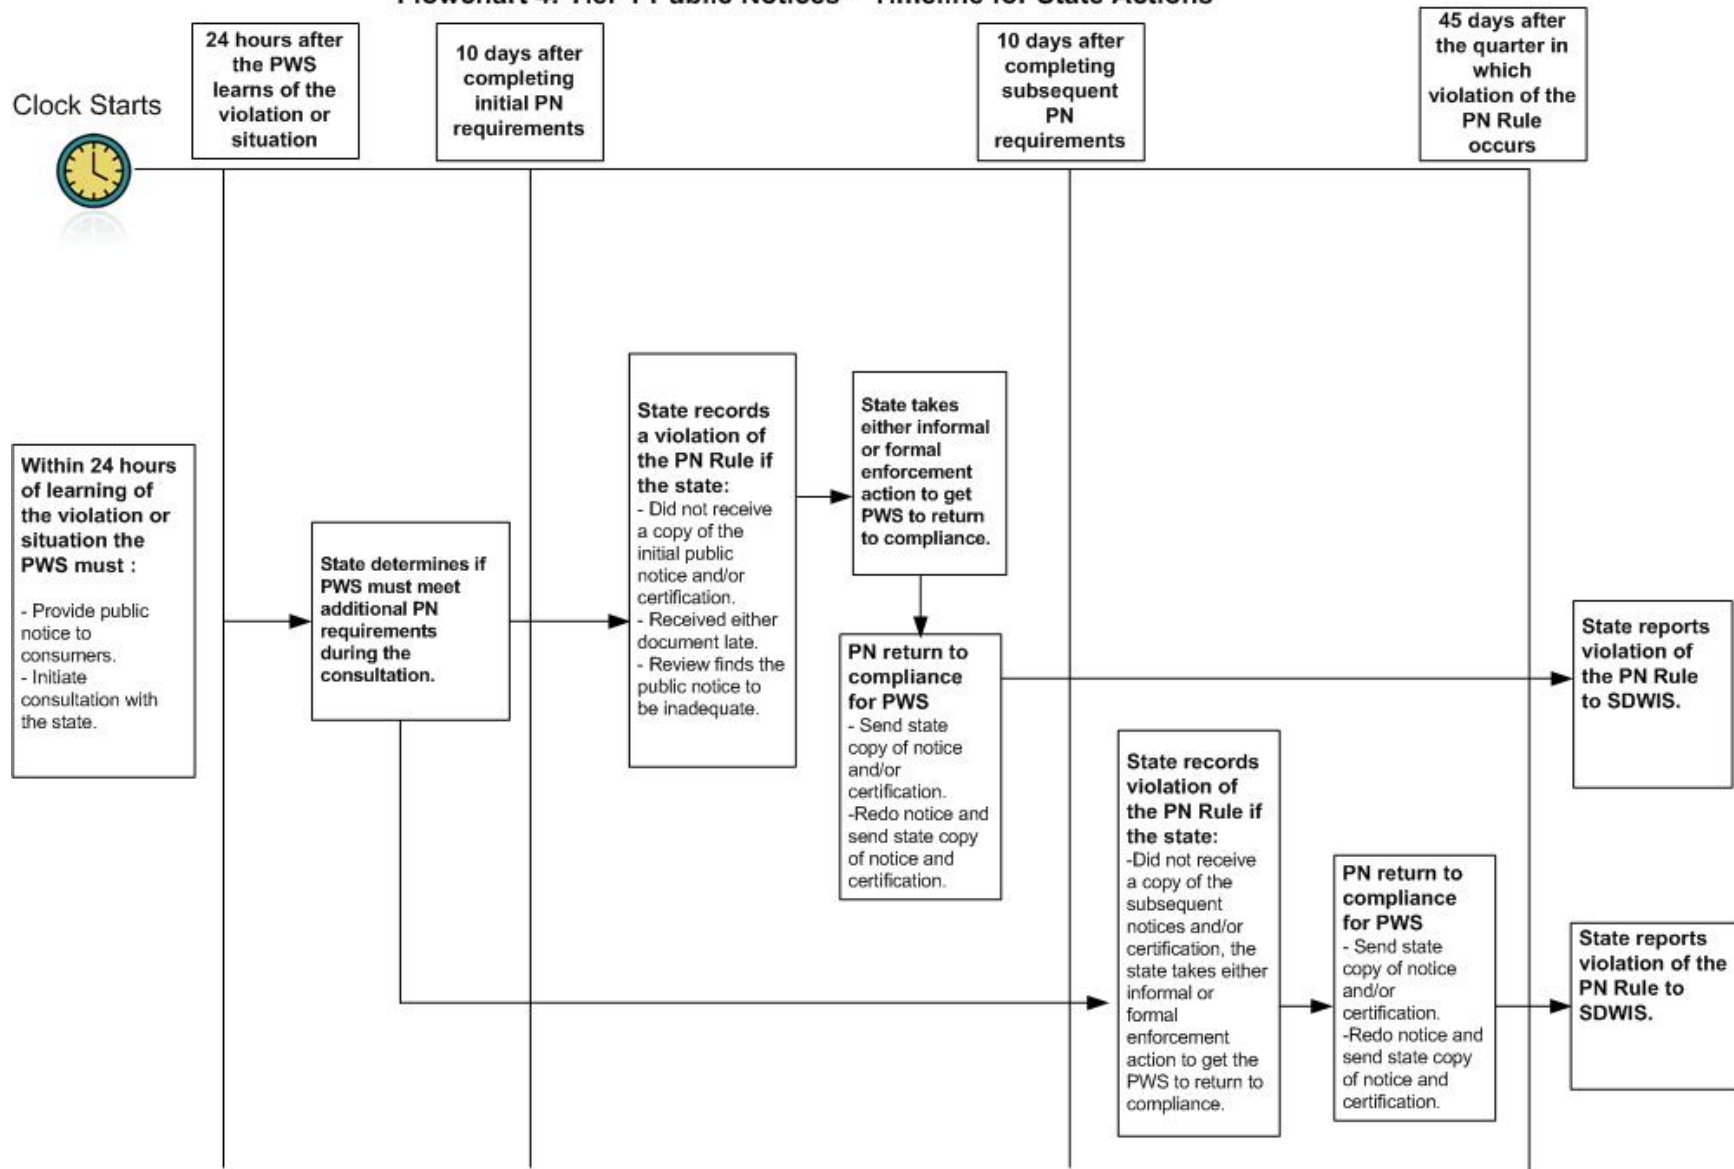 Flowchart 4: Tier 1 Public Notices – Timeline for State Actions
24 hours after
the PWS
learns of the
violation or
situation
10 days after
completing
initial PN
requirements
10 days after
completing
subsequent
PN
requirements
45 days after
the quarter in
which
violation of the
PN Rule
occurs
Clock Starts
Within 24 hours
of learning of
the violation or
situation the
PWS must :
- Provide public
notice to
consumers.
- Initiate
consultation with
the state.
State determines if
PWS must meet
additional PN
requirements
during the
consultation.
State records
a violation of
the PN Rule if
the state:
- Did not receive
a copy of the
initial public
notice and/or
certification.
- Received either
document late.
- Review finds the
public notice to
be inadequate.
State takes
either informal
or formal
enforcement
action to get
PWS to return
to compliance.
PN return to
compliance
for PWS
- Send state
copy of notice
and/or
certification.
-Redo notice and
send state copy
of notice and
certification.
State reports
violation of
the PN Rule
to SDWIS.
State records
violation of
the PN Rule if
the state:
-Did not receive
a copy of the
subsequent
notices and/or
certification, the
state takes either
informal or
formal
enforcement
action to get the
PWS to return to
compliance.
PN return to
compliance
for PWS
- Send state
copy of notice
and/or
certification.
-Redo notice and
send state copy
of notice and
certification.
State reports
violation of the
PN Rule to
SDWIS.